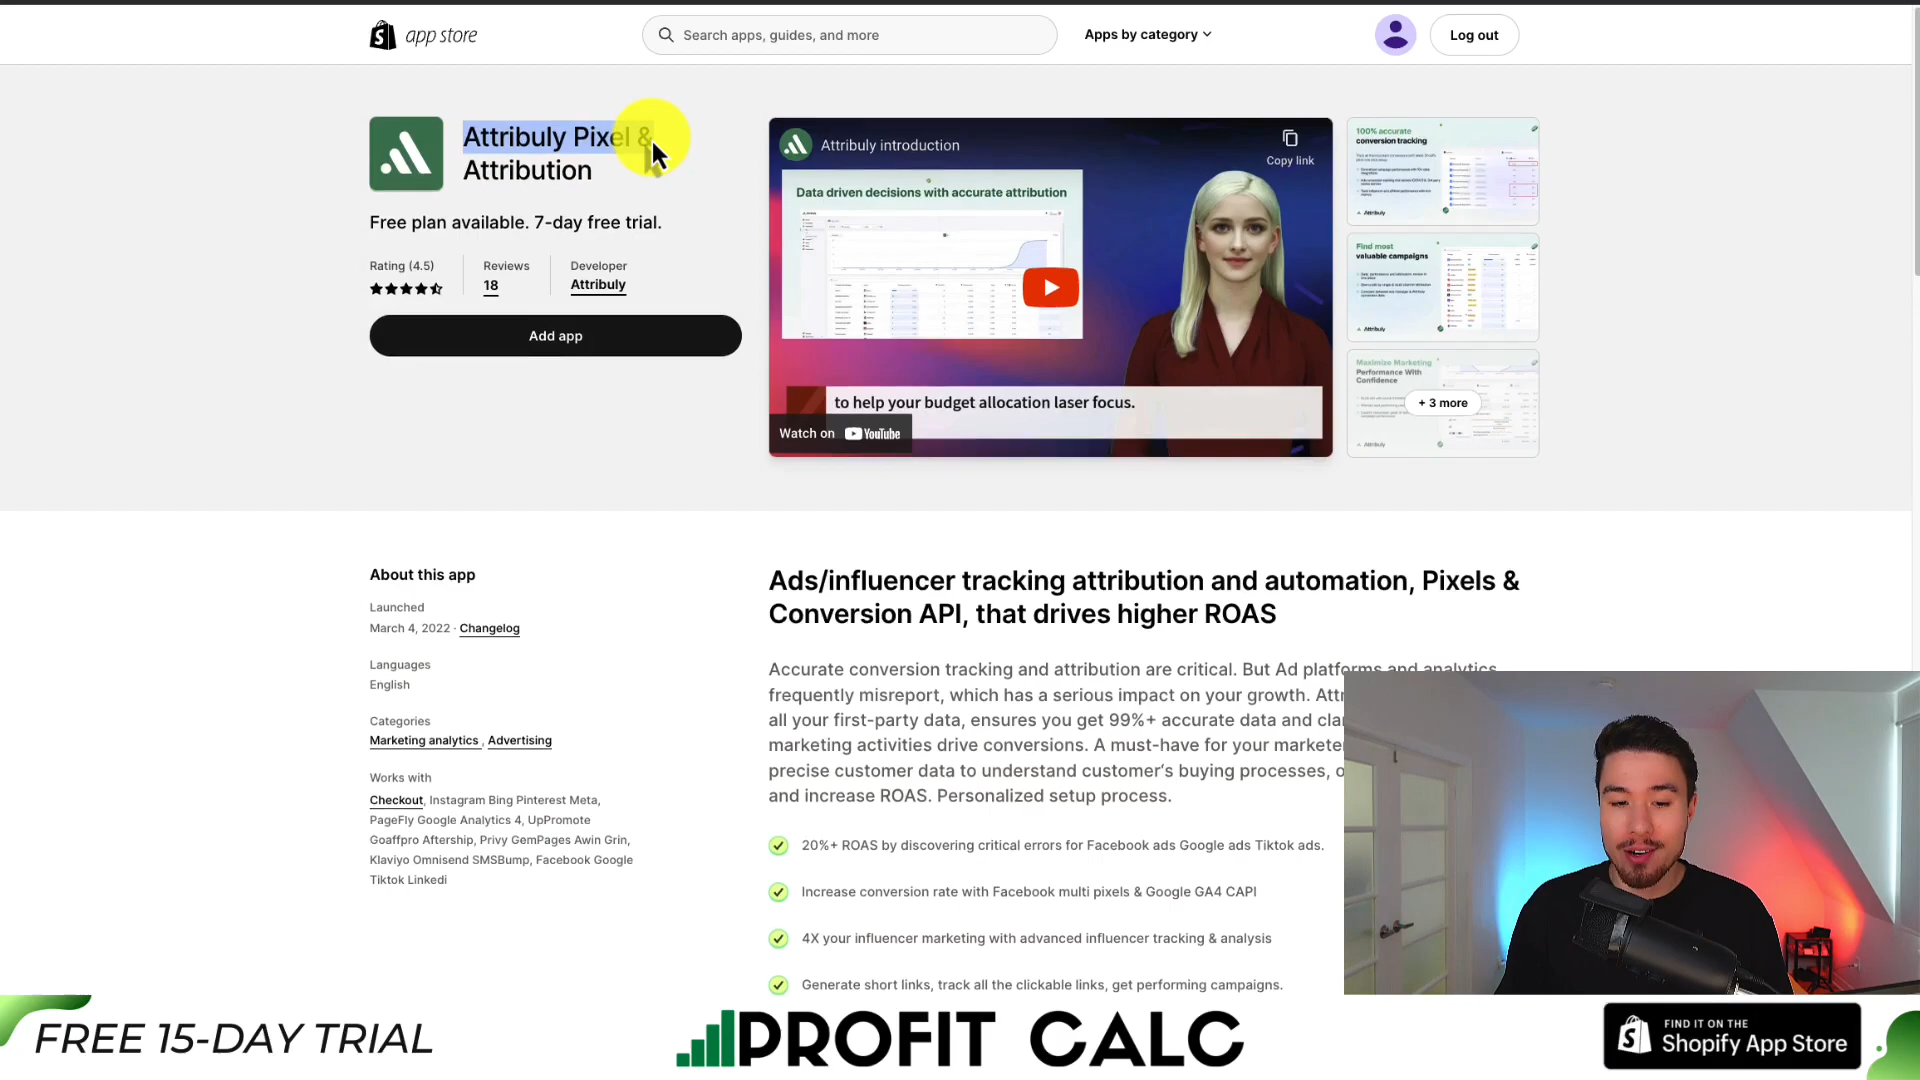 app store
Search apps, guides, and more
Apps by category
Log out
Attribuly Pixel &
Attribution
Free plan available. 7-day free trial.
Rating (4.5)
Reviews
18
Developer
Attribuly
Add app
Attribuly introduction
Copy link
Data driven decisions with accurate attribution
to help your budget allocation laser focus.
Watch on YouTube
100% accurate
conversion tracking
Attribuly
Find most
valuable campaigns
Attribuly
Maximize Marketing
Performance With
Confidence
+ 3 more
Attribuly
About this app
Launched
March 4, 2022 · Changelog
Languages
English
Categories
Marketing analytics , Advertising
Works with
Checkout, Instagram Bing Pinterest Meta,
PageFly Google Analytics 4, UpPromote
Goaffpro Aftership, Privy GemPages Awin Grin,
Klaviyo Omnisend SMSBump, Facebook Google
Tiktok Linkedi
Ads/influencer tracking attribution and automation, Pixels &
Conversion API, that drives higher ROAS
Accurate conversion tracking and attribution are critical. But Ad platforms and analytics
frequently misreport, which has a serious impact on your growth. Attr
all your first-party data, ensures you get 99%+ accurate data and clar
marketing activities drive conversions. A must-have for your marketer
precise customer data to understand customer's buying processes, o
and increase ROAS. Personalized setup process.
20%+ ROAS by discovering critical errors for Facebook ads Google ads Tiktok ads.
Increase conversion rate with Facebook multi pixels & Google GA4 CAPI
4X your influencer marketing with advanced influencer tracking & analysis
Generate short links, track all the clickable links, get performing campaigns.
FREE 15-DAY TRIAL
PROFIT CALC
FIND IT ON THE
Shopify App Store